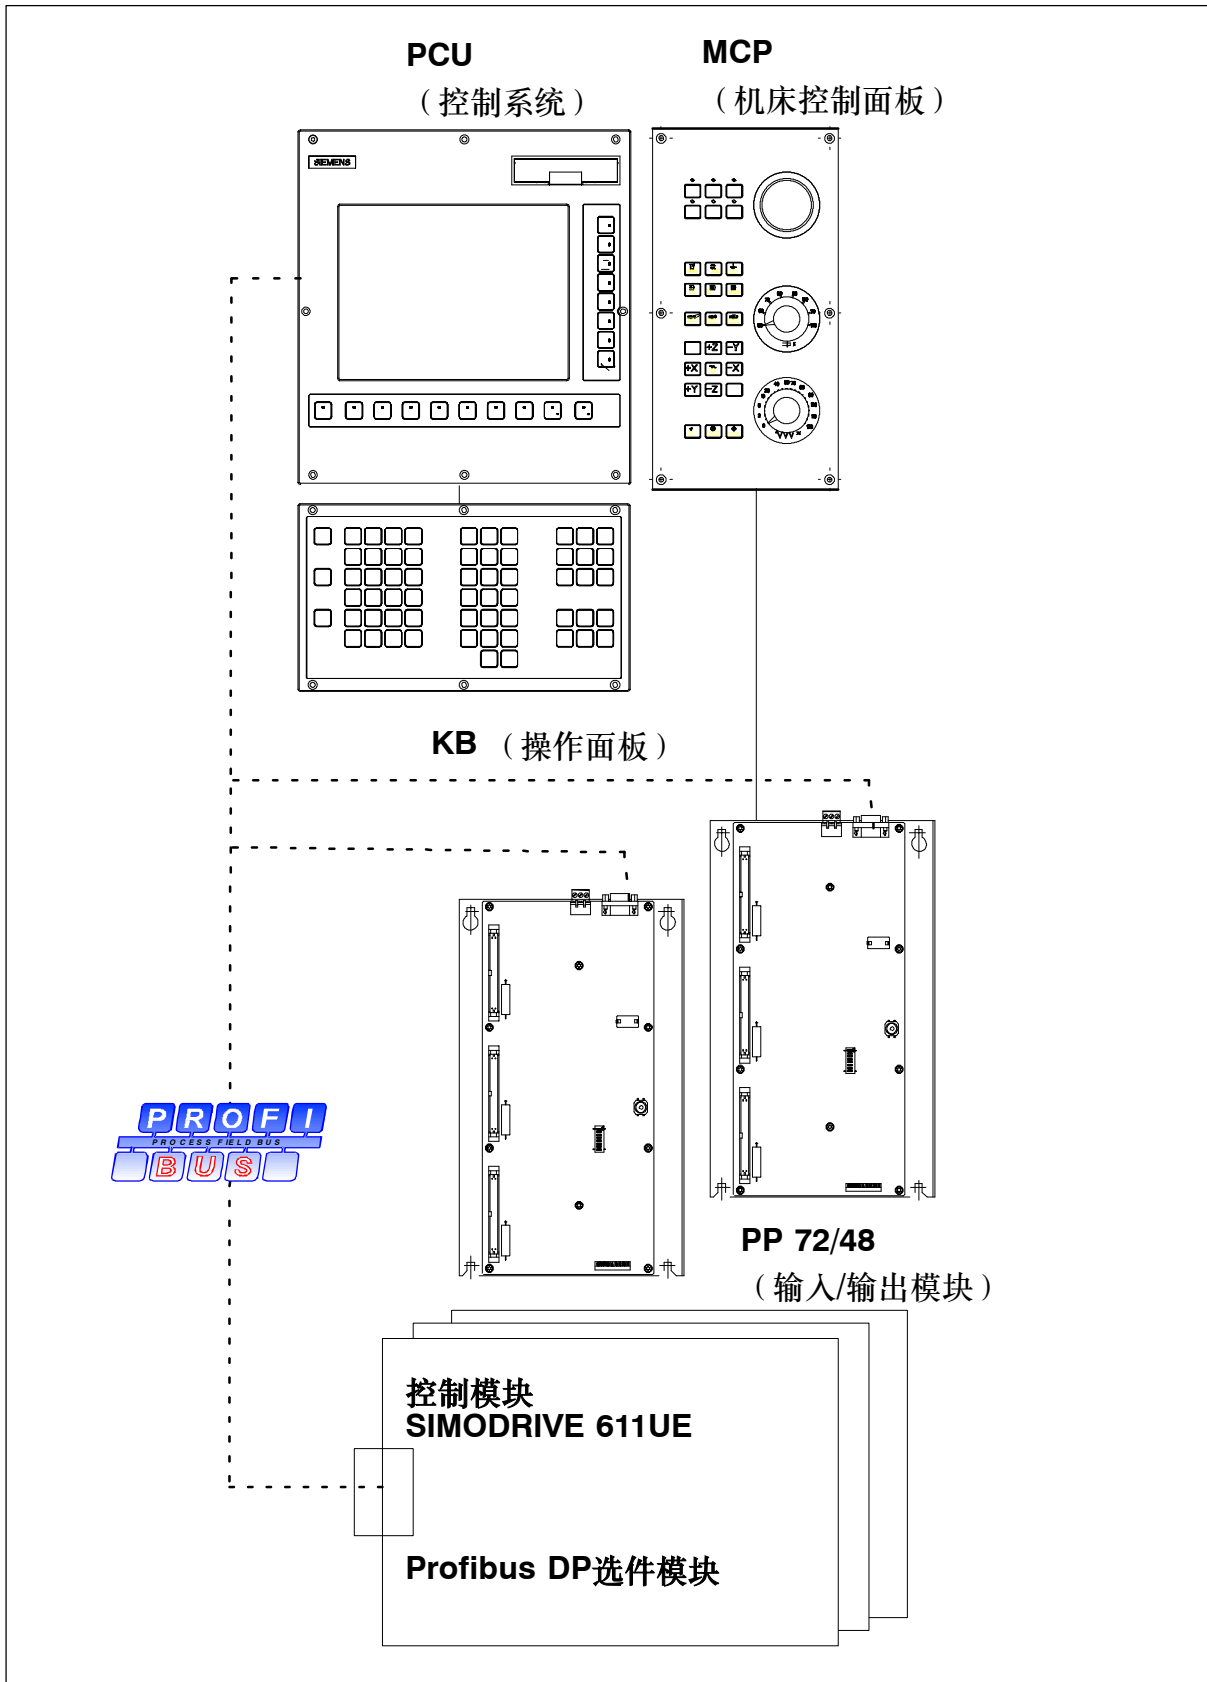 PCU
（控制系统）
MCP
（机床控制面板）
SIEMENS
+Z -Y
+X -X
+Y -Z
KB （操作面板）
PROFI
PROCESS FIELD BUS
BUS
PP 72/48
（输入/输出模块）
控制模块
SIMODRIVE 611UE
Profibus DP选件模块